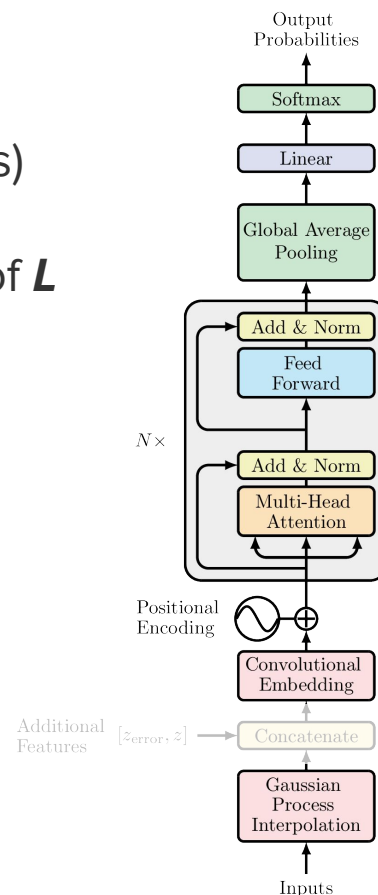 Output
Probabilities
Softmax
s)
Linear
Global Average
Pooling
of L
Add & Norm
Feed
Forward
N×
Add & Norm
Multi-Head
Attention
Positional
Encoding
Convolutional
Embedding
Additional
Features
[z_error, z]
Concatenate
Gaussian
Process
Interpolation
Inputs